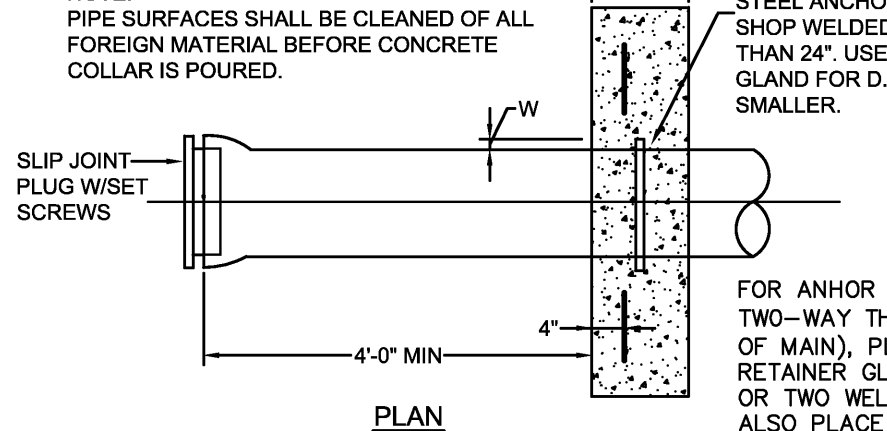 PIPE SURFACES SHALL BE CLEANED OF ALL
FOREIGN MATERIAL BEFORE CONCRETE
COLLAR IS POURED.
STEEL ANCHO
SHOP WELDED
THAN 24". USE
GLAND FOR D.
SMALLER.
W
SLIP JOINT
PLUG W/SET
SCREWS
4"
4'-0" MIN
PLAN
FOR ANHOR
TWO-WAY TH
OF MAIN), PL
RETAINER GL
OR TWO WEL
ALSO PLACE